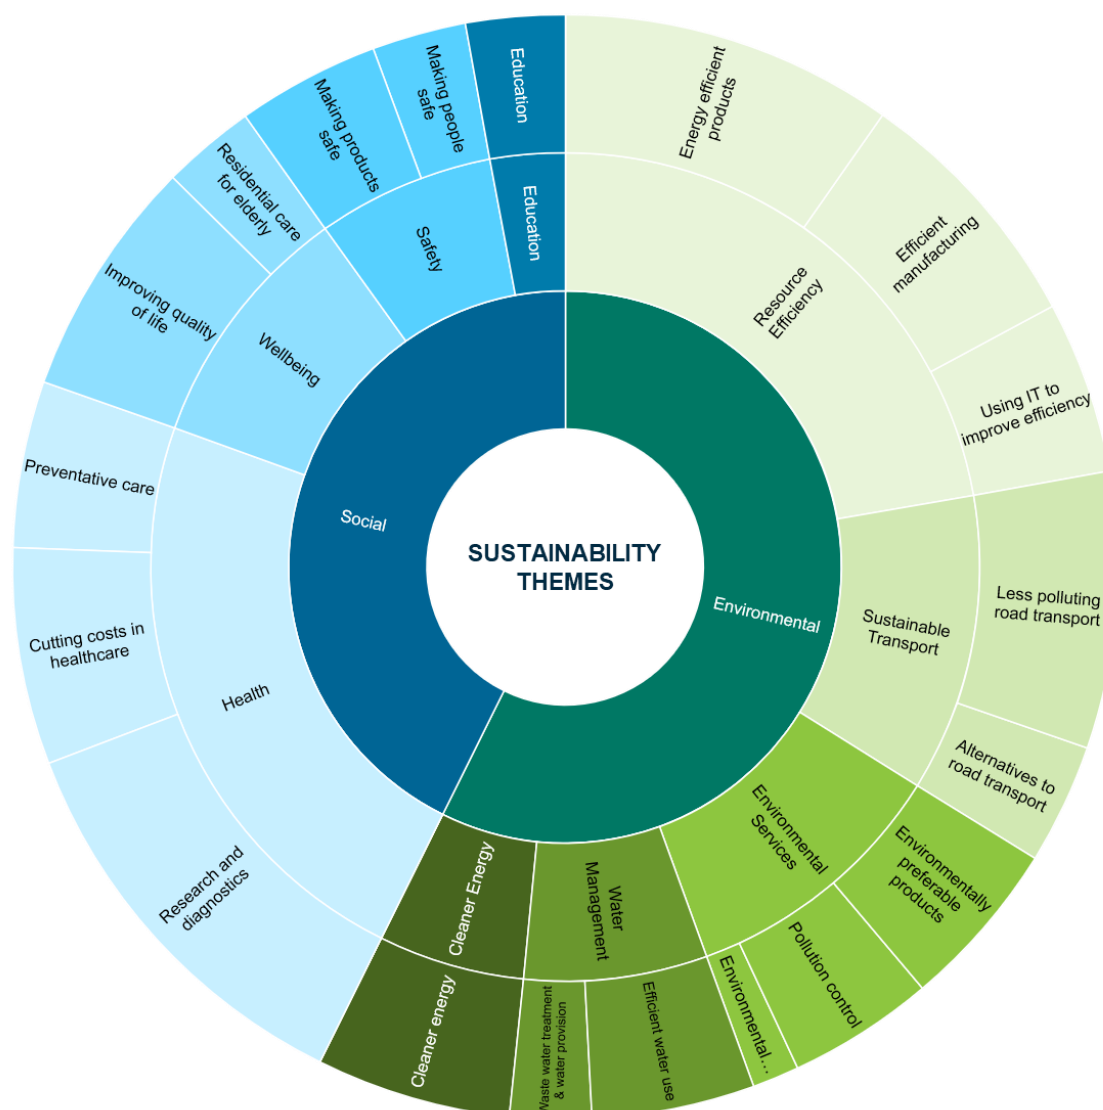 SUSTAINABILITY
THEMES
Environmental
Social
Resource
Efficiency
Energy efficient
products
Efficient
manufacturing
Using IT to
improve efficiency
Sustainable
Transport
Less polluting
road transport
Alternatives to
road transport
Environmental
Services
Environmentally
preferable
products
Pollution control
Environmental…
Water
Management
Efficient water use
Waste water treatment
& water provision
Cleaner Energy
Cleaner energy
Health
Research and
diagnostics
Cutting costs in
healthcare
Preventative care
Wellbeing
Improving quality
of life
Residential care
for elderly
Safety
Making products
safe
Making people
safe
Education
Education